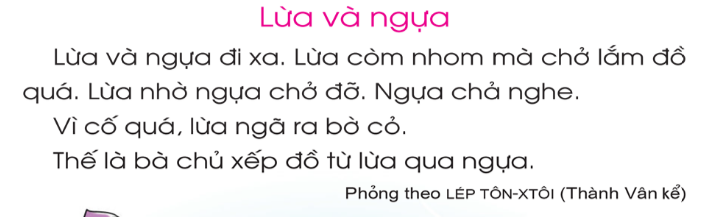 Lừa và ngựa
Lừa và ngựa đi xa. Lừa còm nhom mà chở lắm đồ
quá. Lừa nhờ ngựa chở đỡ. Ngựa chả nghe.
Vì cố quá, lừa ngã ra bờ cỏ.
Thế là bà chủ xếp đồ từ lừa qua ngựa.
Phỏng theo LÉP TÔN-XTÔI (Thành Vân kể)